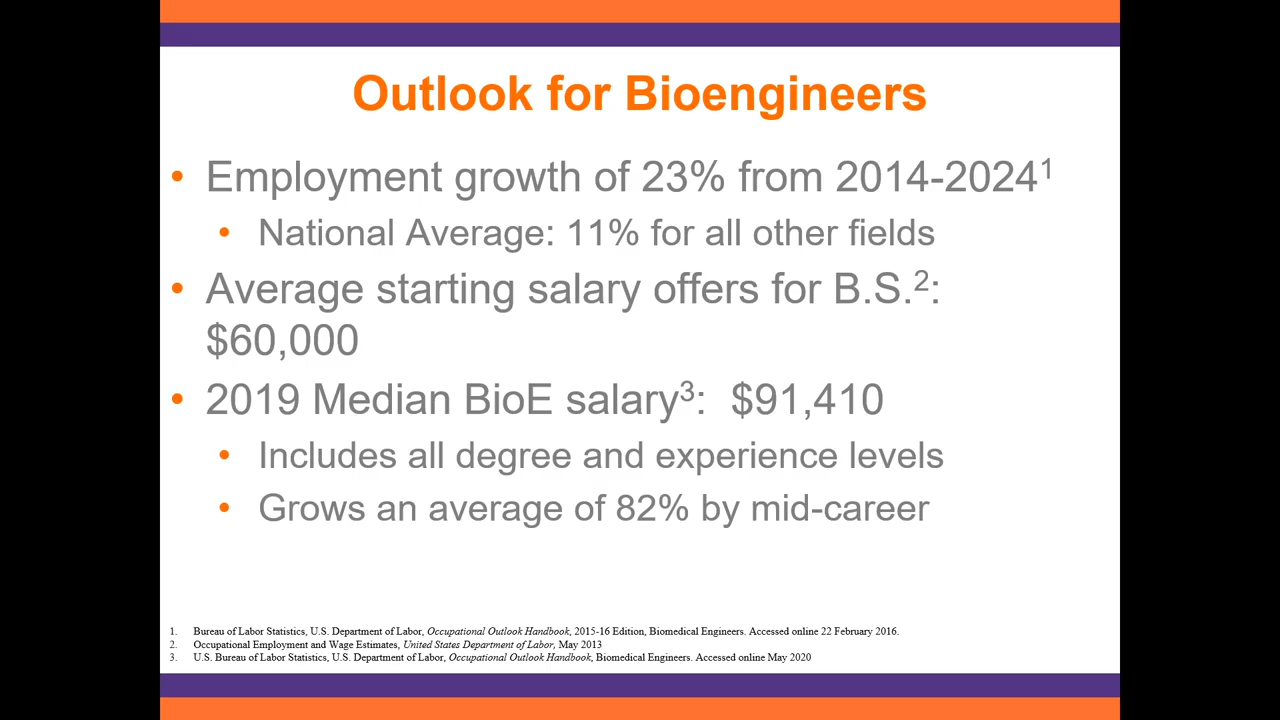 Outlook for Bioengineers
• Employment growth of 23% from 2014-2024¹
• National Average: 11% for all other fields
• Average starting salary offers for B.S.²:
$60,000
• 2019 Median BioE salary³: $91,410
• Includes all degree and experience levels
• Grows an average of 82% by mid-career
1. Bureau of Labor Statistics, U.S. Department of Labor, Occupational Outlook Handbook, 2015-16 Edition, Biomedical Engineers. Accessed online 22 February 2016.
2. Occupational Employment and Wage Estimates, United States Department of Labor, May 2013
3. U.S. Bureau of Labor Statistics, U.S. Department of Labor, Occupational Outlook Handbook, Biomedical Engineers. Accessed online May 2020